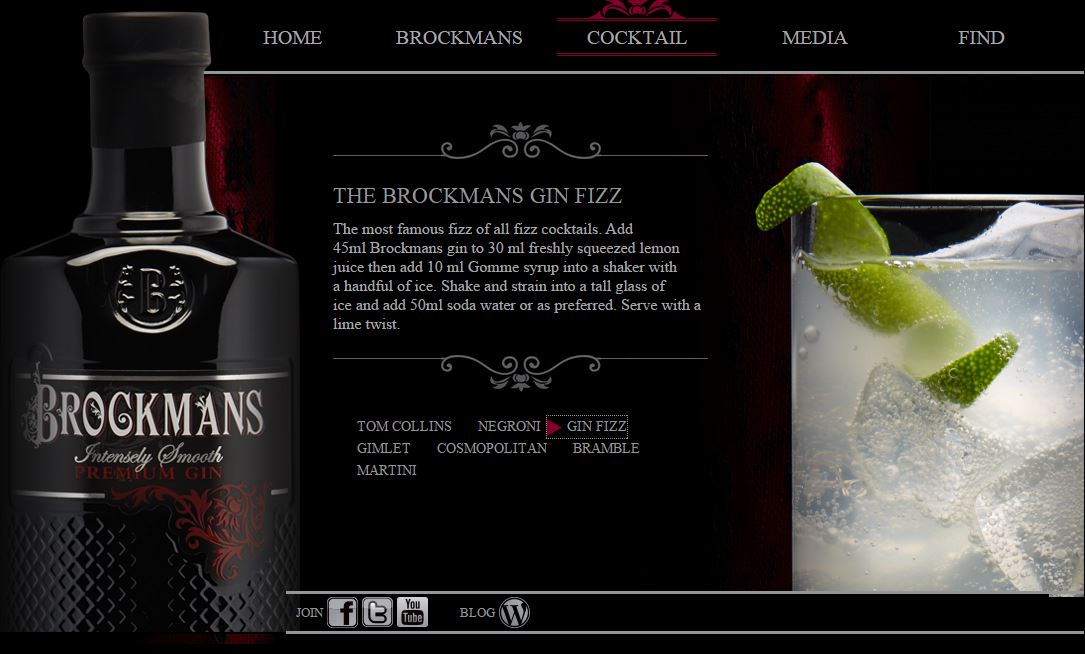 HOME BROCKMANS COCKTAIL MEDIA FIND
THE BROCKMANS GIN FIZZ
The most famous fizz of all fizz cocktails. Add
45ml Brockmans gin to 30 ml freshly squeezed lemon
juice then add 10 ml Gomme syrup into a shaker with
a handful of ice. Shake and strain into a tall glass of
ice and add 50ml soda water or as preferred. Serve with a
lime twist.
TOM COLLINS NEGRONI GIN FIZZ
GIMLET COSMOPOLITAN BRAMBLE
MARTINI
B
BROCKMANS
Intensely Smooth
PREMIUM GIN
JOIN f t You Tube BLOG W